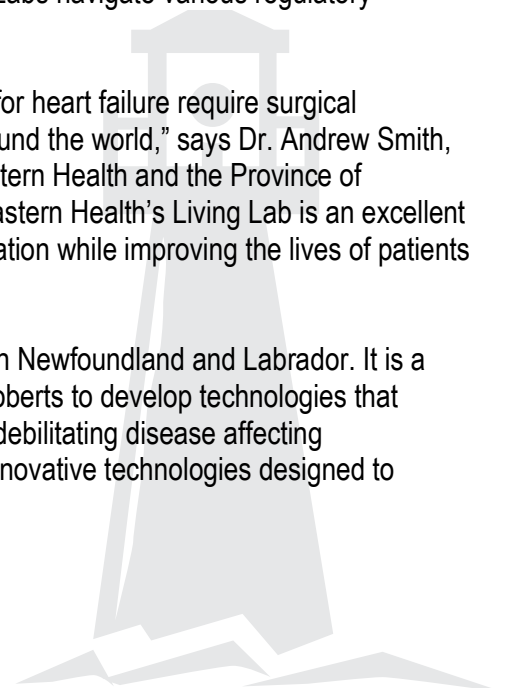 Labs navigate various regulatory
for heart failure require surgical
und the world,” says Dr. Andrew Smith,
tern Health and the Province of
astern Health’s Living Lab is an excellent
ation while improving the lives of patients
n Newfoundland and Labrador. It is a
oberts to develop technologies that
debilitating disease affecting
novative technologies designed to